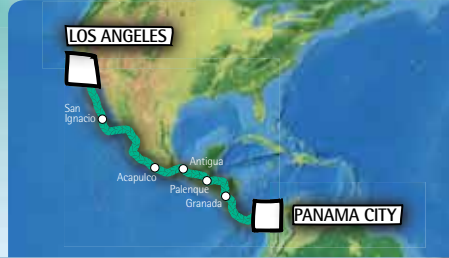 LOS ANGELES
San
Ignacio
Acapulco
Antigua
Palenque
Granada
PANAMA CITY